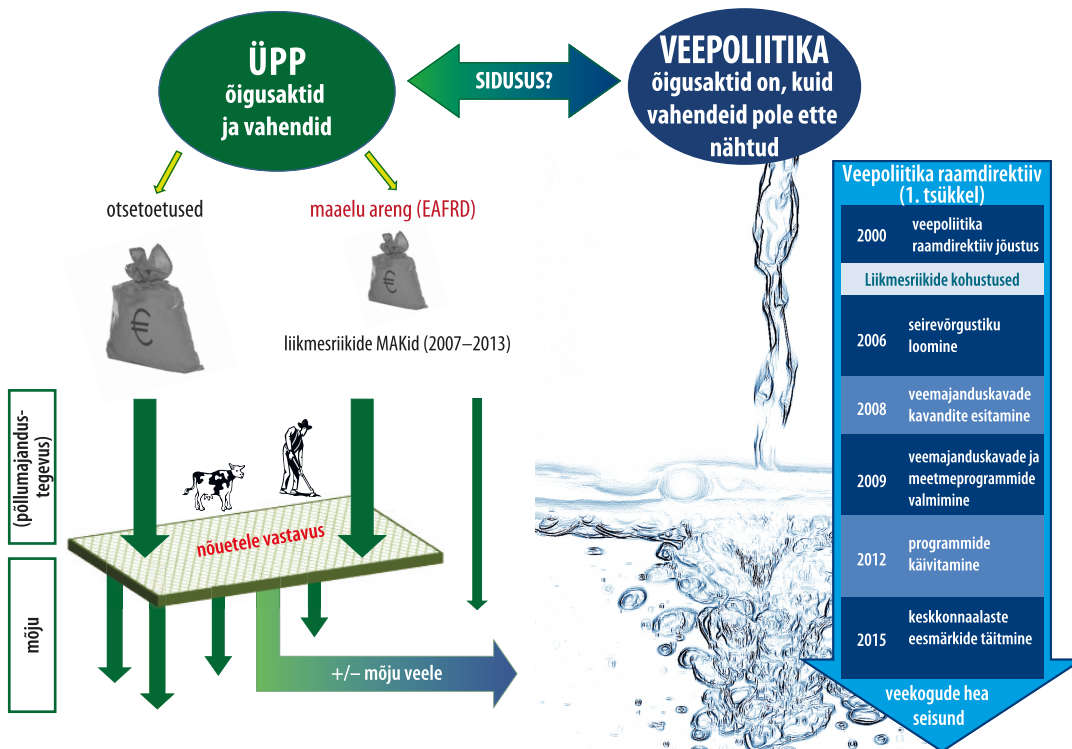 ÜPP
õigusaktid
ja vahendid
SIDUSUS?
VEEPOLIITIKA
õigusaktid on, kuid
vahendeid pole ette
nähtud
otsetoetused
maaelu areng (EAFRD)
€
€
liikmesriikide MAKid (2007–2013)
(põllumajandus-
tegevus)
nõuetele vastavus
mõju
+/– mõju veele
Veepoliitika raamdirektiiv
(1. tsükkel)
2000 veepoliitika
raamdirektiiv jõustus
Liikmesriikide kohustused
2006 seirevõrgustiku
loomine
2008 veemajanduskavade
kavandite esitamine
2009 veemajanduskavade ja
meetmeprogrammide
valmimine
2012 programmide
käivitamine
2015 keskkonnaalaste
eesmärkide täitmine
veekogude hea
seisund